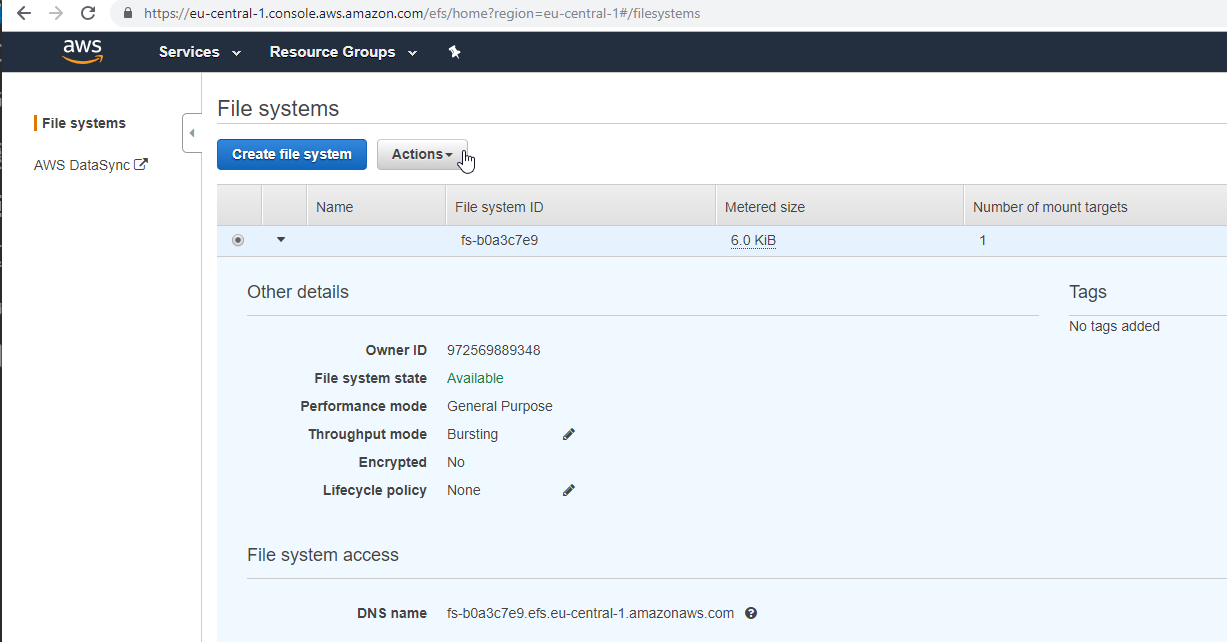 https://eu-central-1.console.aws.amazon.com/efs/home?region=eu-central-1#/filesystems
aws Services Resource Groups
File systems
AWS DataSync
File systems
Create file system Actions
Name File system ID Metered size Number of mount targets
fs-b0a3c7e9 6.0 KiB 1
Other details
Owner ID 972569889348
File system state Available
Performance mode General Purpose
Throughput mode Bursting
Encrypted No
Lifecycle policy None
Tags
No tags added
File system access
DNS name fs-b0a3c7e9.efs.eu-central-1.amazonaws.com